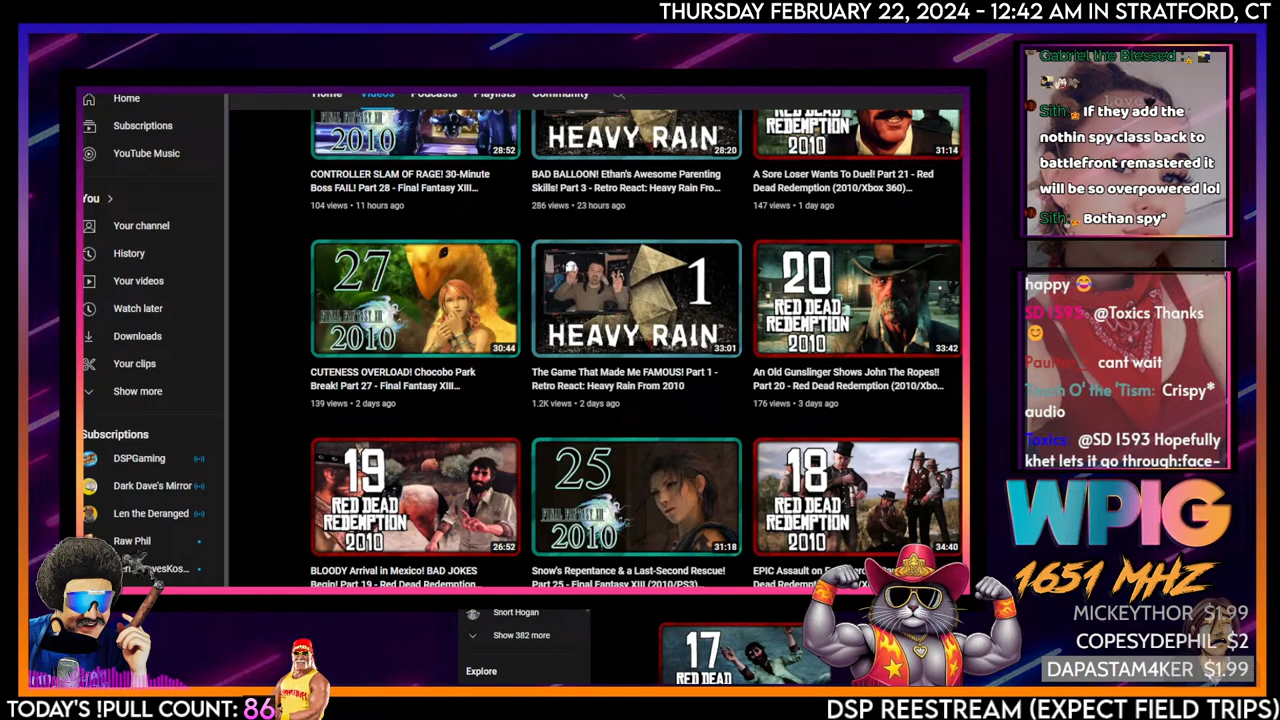 THURSDAY FEBRUARY 22, 2024 - 12:42 AM IN STRATFORD, CT
Home
Videos
Podcasts
Playlists
Community
Home
Subscriptions
YouTube Music
You
Your channel
History
Your videos
Watch later
Downloads
Your clips
Show more
Subscriptions
DSPGaming
Dark Dave's Mirror
Len the Deranged
Raw Phil
2010
28:52
CONTROLLER SLAM OF RAGE! 30-Minute
Boss FAIL! Part 28 - Final Fantasy XIII...
104 views • 11 hours ago
HEAVY RAIN™
28:20
BAD BALLOON! Ethan's Awesome Parenting
Skills! Part 3 - Retro React: Heavy Rain Fro...
286 views • 23 hours ago
REDEMPTION
2010
31:14
A Sore Loser Wants To Duel! Part 21 - Red
Dead Redemption (2010/Xbox 360)...
147 views • 1 day ago
27
FINAL FANTASY XIII
2010
30:44
CUTENESS OVERLOAD! Chocobo Park
Break! Part 27 - Final Fantasy XIII...
139 views • 2 days ago
1
HEAVY RAIN™
33:01
The Game That Made Me FAMOUS! Part 1 -
Retro React: Heavy Rain From 2010
1.2K views • 2 days ago
20
RED DEAD
REDEMPTION
2010
33:42
An Old Gunslinger Shows John The Ropes!!
Part 20 - Red Dead Redemption (2010/Xbo...
176 views • 3 days ago
19
RED DEAD
REDEMPTION
2010
26:52
BLOODY Arrival in Mexico! BAD JOKES
Begin! Part 19 - Red Dead Redemption...
25
FINAL FANTASY XIII
2010
31:18
Snow's Repentance & a Last-Second Rescue!
Part 25 - Final Fantasy XIII (2010/PS3)...
18
RED DEAD
REDEMPTION
2010
34:40
EPIC Assault on
Dead Redemp
Snort Hogan
Show 382 more
Explore
17
RED DEAD
Gabriel the Blessed :
Sith: If they add the
nothin spy class back to
battlefront remastered it
will be so overpowered lol
Sith: Bothan spy*
happy
SD 1593: @Toxics Thanks
cant wait
O' the 'Tism: Crispy*
audio
Toxics: @SD 1593 Hopefully
khet lets it go through:face-
WPIG
1651 MHZ
MICKEYTHOR $1.99
COPESYDEPHIL $2
DAPASTAM4KER $1.99
TODAY'S !PULL COUNT: 86
DSP REESTREAM (EXPECT FIELD TRIPS)